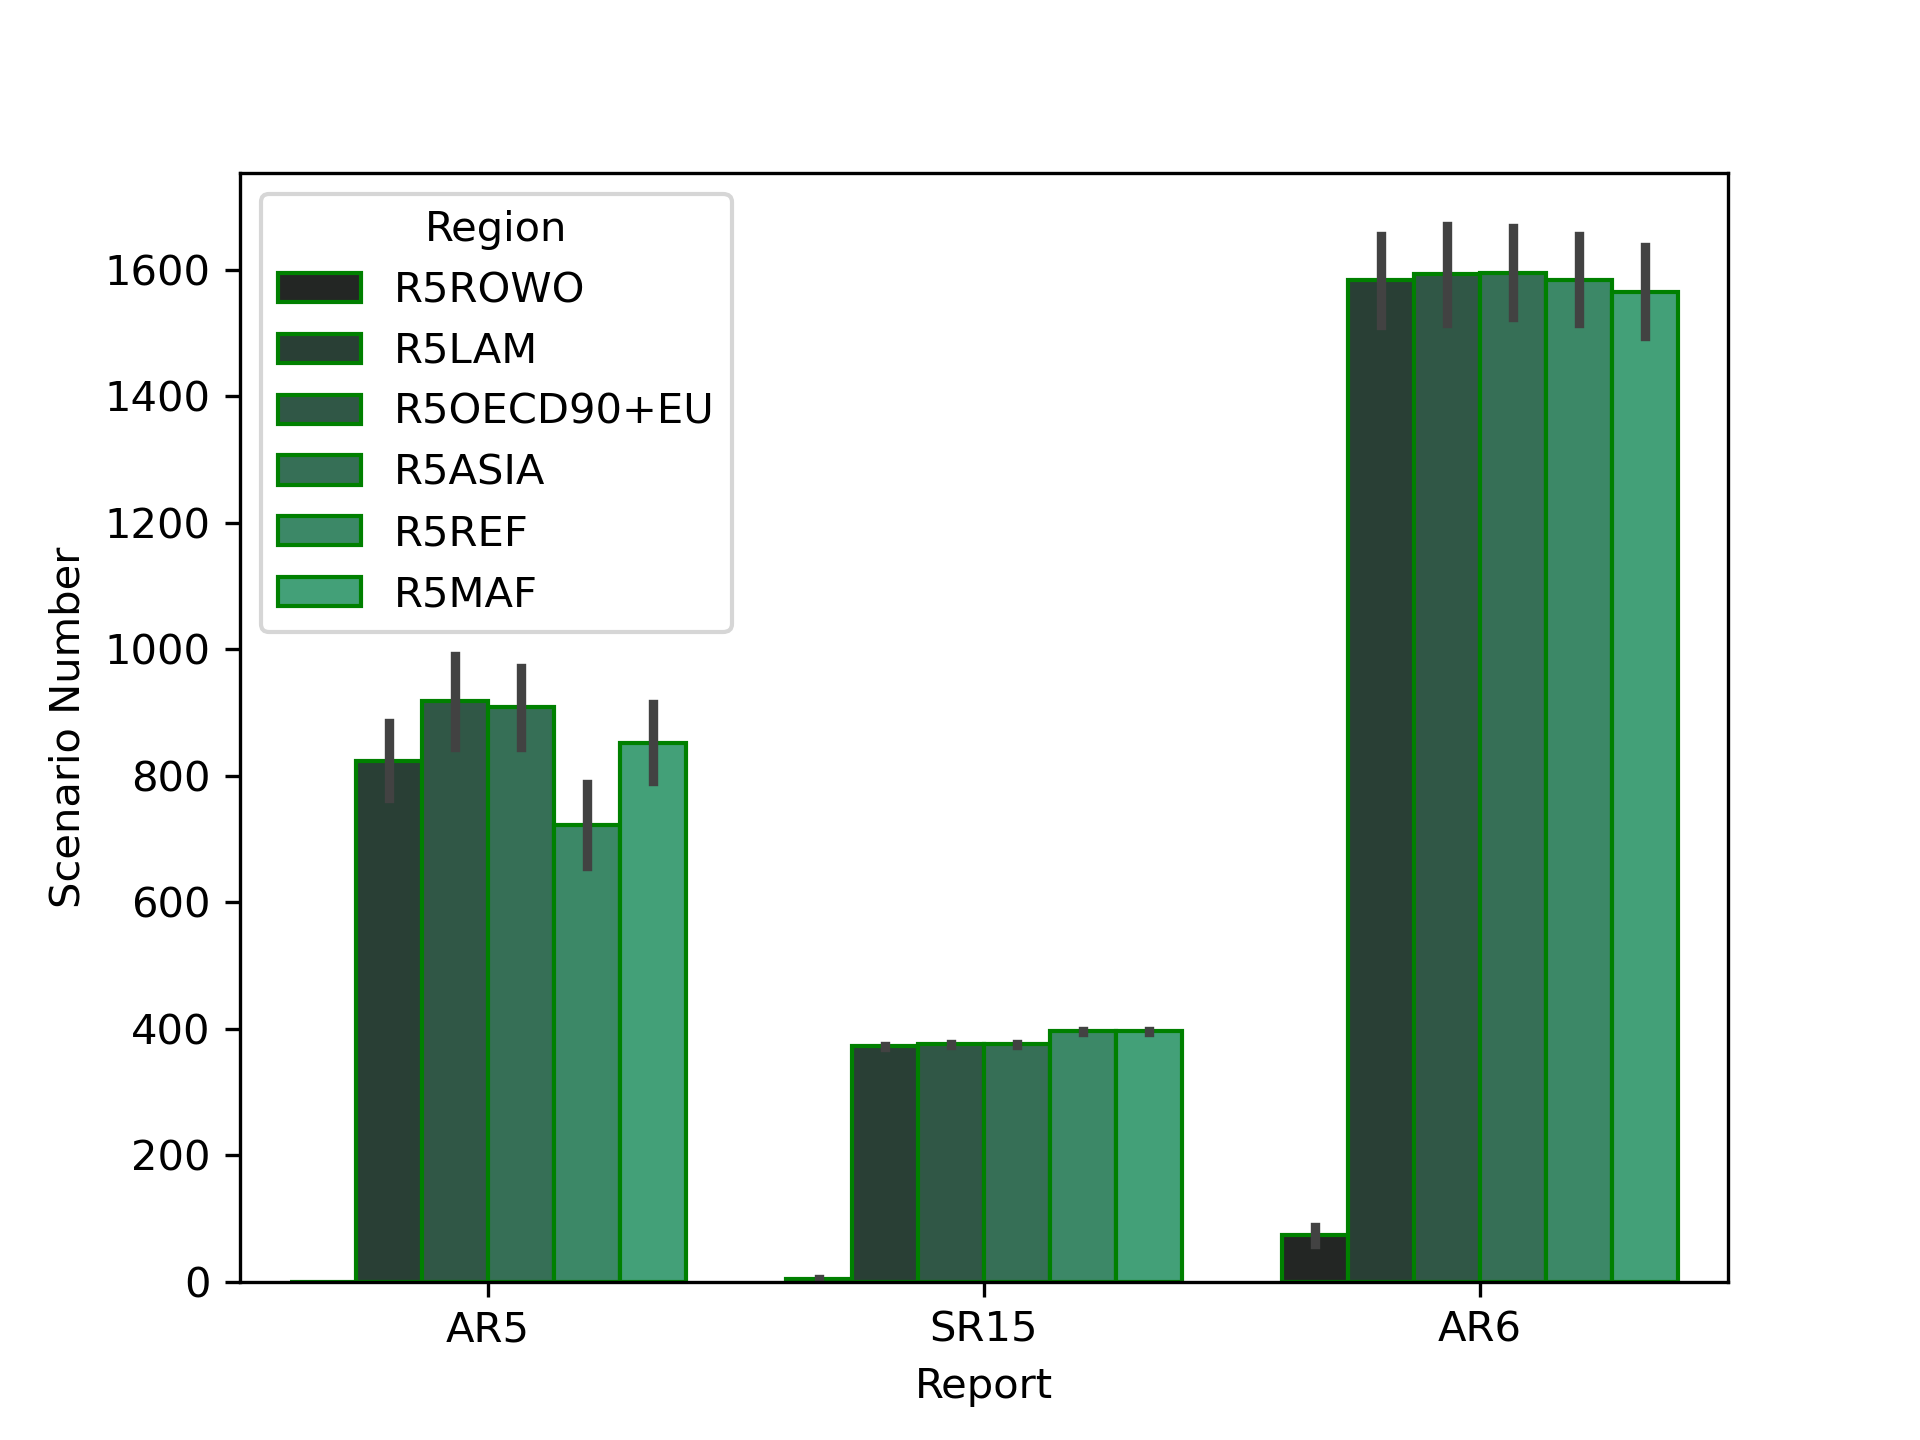 Region
R5ROWO
R5LAM
R5OECD90+EU
R5ASIA
R5REF
R5MAF
Scenario Number
1600
1400
1200
1000
800
600
400
200
0
AR5
SR15
AR6
Report